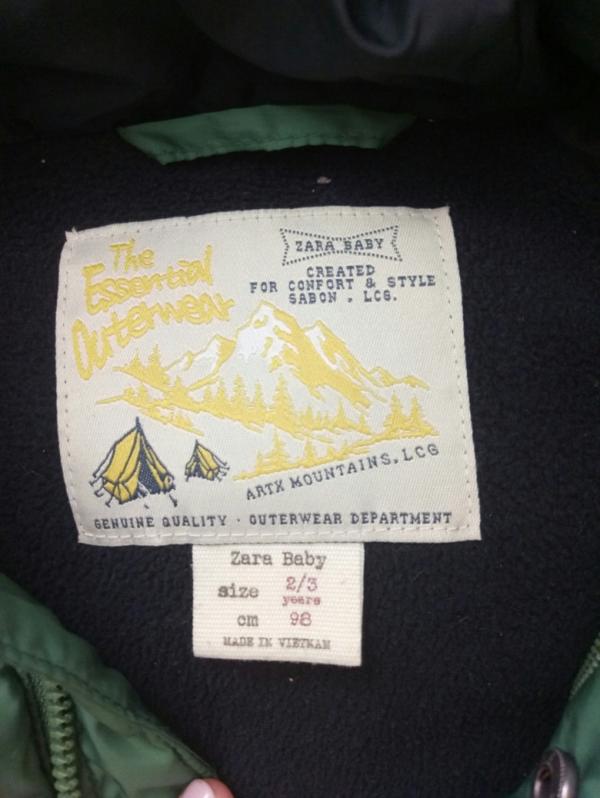 The
Essential
Outerwear
ZARA BABY
CREATED
FOR CONFORT & STYLE
SABON . LCG.
ARTX MOUNTAINS, LCG
GENUINE QUALITY · OUTERWEAR DEPARTMENT
Zara Baby
size 2/3
years
cm 98
MADE IN VIETNAM